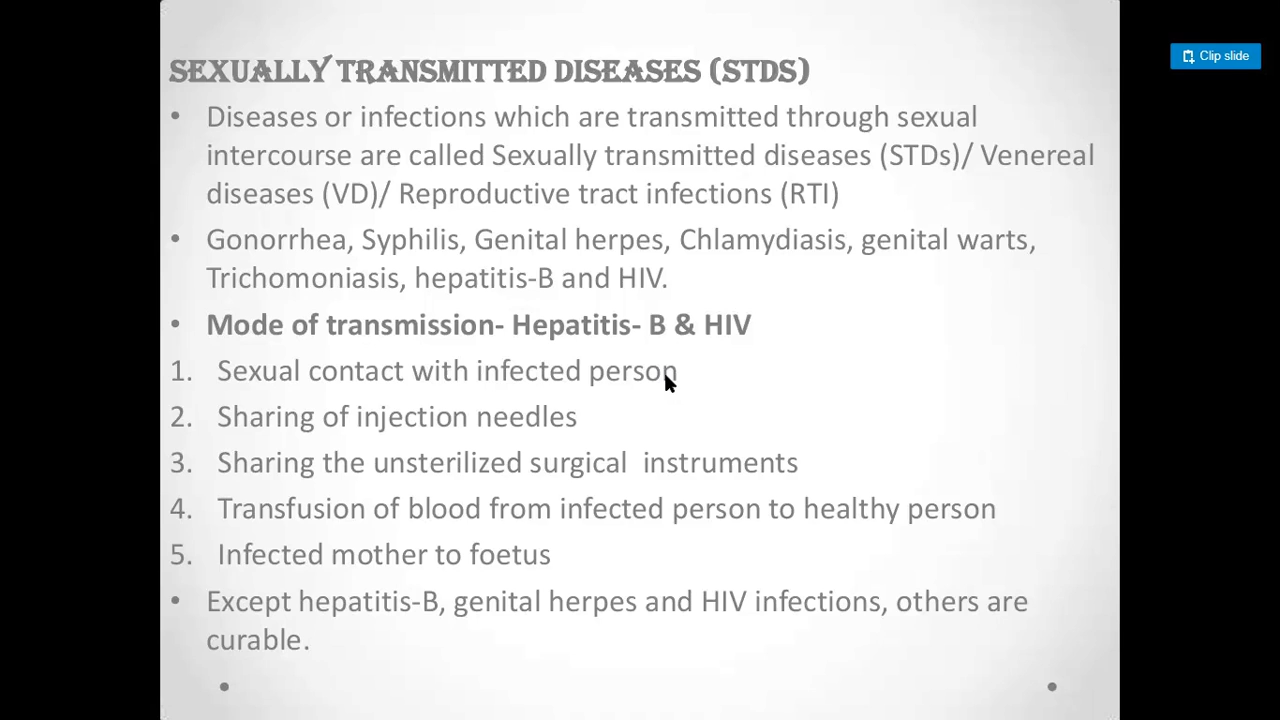 Clip slide
SEXUALLY TRANSMITTED DISEASES (STDS)
• Diseases or infections which are transmitted through sexual
intercourse are called Sexually transmitted diseases (STDs)/ Venereal
diseases (VD)/ Reproductive tract infections (RTI)
• Gonorrhea, Syphilis, Genital herpes, Chlamydiasis, genital warts,
Trichomoniasis, hepatitis-B and HIV.
• Mode of transmission- Hepatitis- B & HIV
1. Sexual contact with infected person
2. Sharing of injection needles
3. Sharing the unsterilized surgical instruments
4. Transfusion of blood from infected person to healthy person
5. Infected mother to foetus
• Except hepatitis-B, genital herpes and HIV infections, others are
curable.